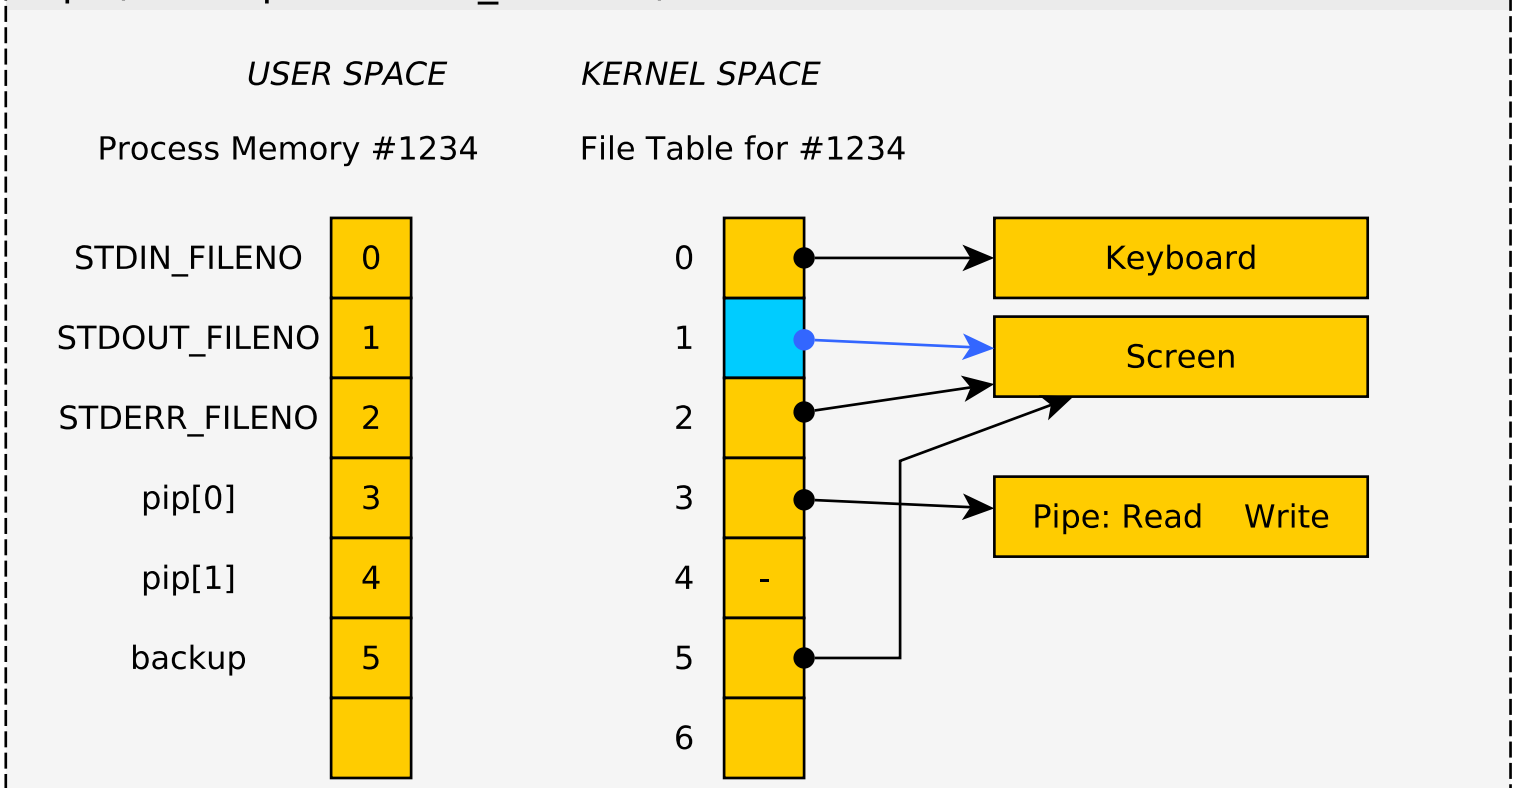 USER SPACE KERNEL SPACE
Process Memory #1234 File Table for #1234
STDIN_FILENO 0 0 Keyboard
STDOUT_FILENO 1 1 Screen
STDERR_FILENO 2 2
pip[0] 3 3 Pipe: Read Write
pip[1] 4 4 -
backup 5 5
6